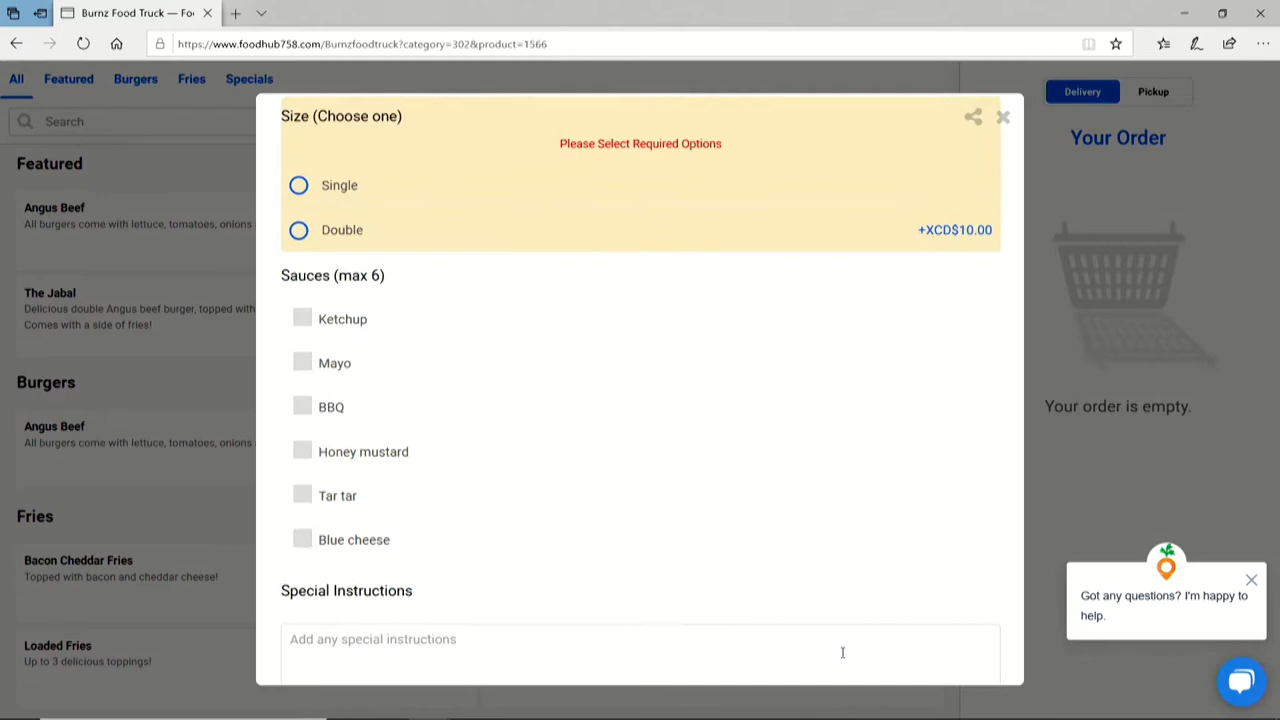 Burnz Food Truck — Fo
https://www.foodhub758.com/Burnzfoodtruck?category=302&product=1566
All Featured Burgers Fries Specials
Search
Featured
Angus Beef
All burgers come with lettuce, tomatoes, onions
The Jabal
Delicious double Angus beef burger, topped with
Comes with a side of fries!
Burgers
Angus Beef
All burgers come with lettuce, tomatoes, onions
Fries
Bacon Cheddar Fries
Topped with bacon and cheddar cheese!
Loaded Fries
Up to 3 delicious toppings!
Size (Choose one)
Please Select Required Options
Single
Double +XCD$10.00
Sauces (max 6)
Ketchup
Mayo
BBQ
Honey mustard
Tar tar
Blue cheese
Special Instructions
Add any special instructions
Delivery Pickup
Your Order
Your order is empty.
Got any questions? I'm happy to
help.